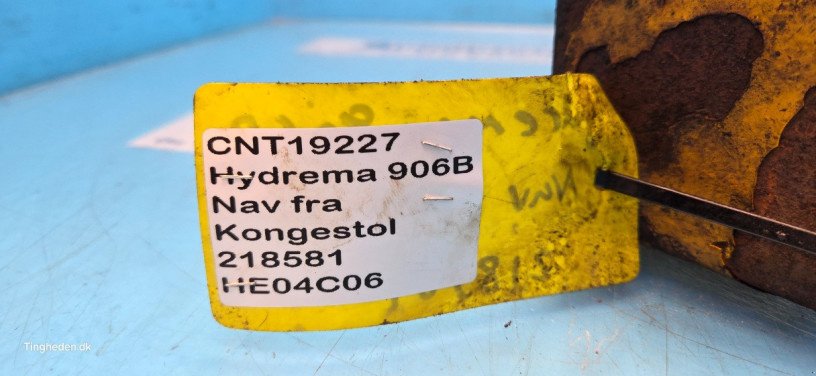 CNT19227
Hydrema 906B
Nav fra
Kongestol
218581
HE04C06
Tingheden.dk